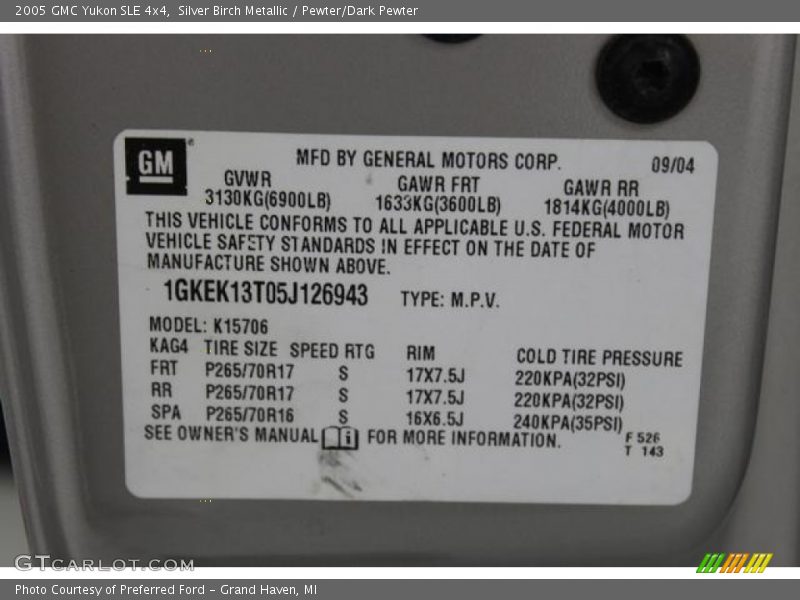 2005 GMC Yukon SLE 4x4,  Silver Birch Metallic / Pewter/Dark Pewter
GM
MFD BY GENERAL MOTORS CORP. 09/04
GVWR GAWR FRT GAWR RR
3130KG(6900LB) 1633KG(3600LB) 1814KG(4000LB)
THIS VEHICLE CONFORMS TO ALL APPLICABLE U.S. FEDERAL MOTOR
VEHICLE SAFETY STANDARDS IN EFFECT ON THE DATE OF
MANUFACTURE SHOWN ABOVE.
1GKEK13T05J126943 TYPE: M.P.V.
MODEL: K15706
KAG4 TIRE SIZE SPEED RTG RIM COLD TIRE PRESSURE
FRT P265/70R17 S 17X7.5J 220KPA(32PSI)
RR P265/70R17 S 17X7.5J 220KPA(32PSI)
SPA P265/70R16 S 16X6.5J 240KPA(35PSI)
SEE OWNER'S MANUAL i FOR MORE INFORMATION.
F 526
T 143
GTCARLOT.COM
Photo Courtesy of Preferred Ford – Grand Haven, MI